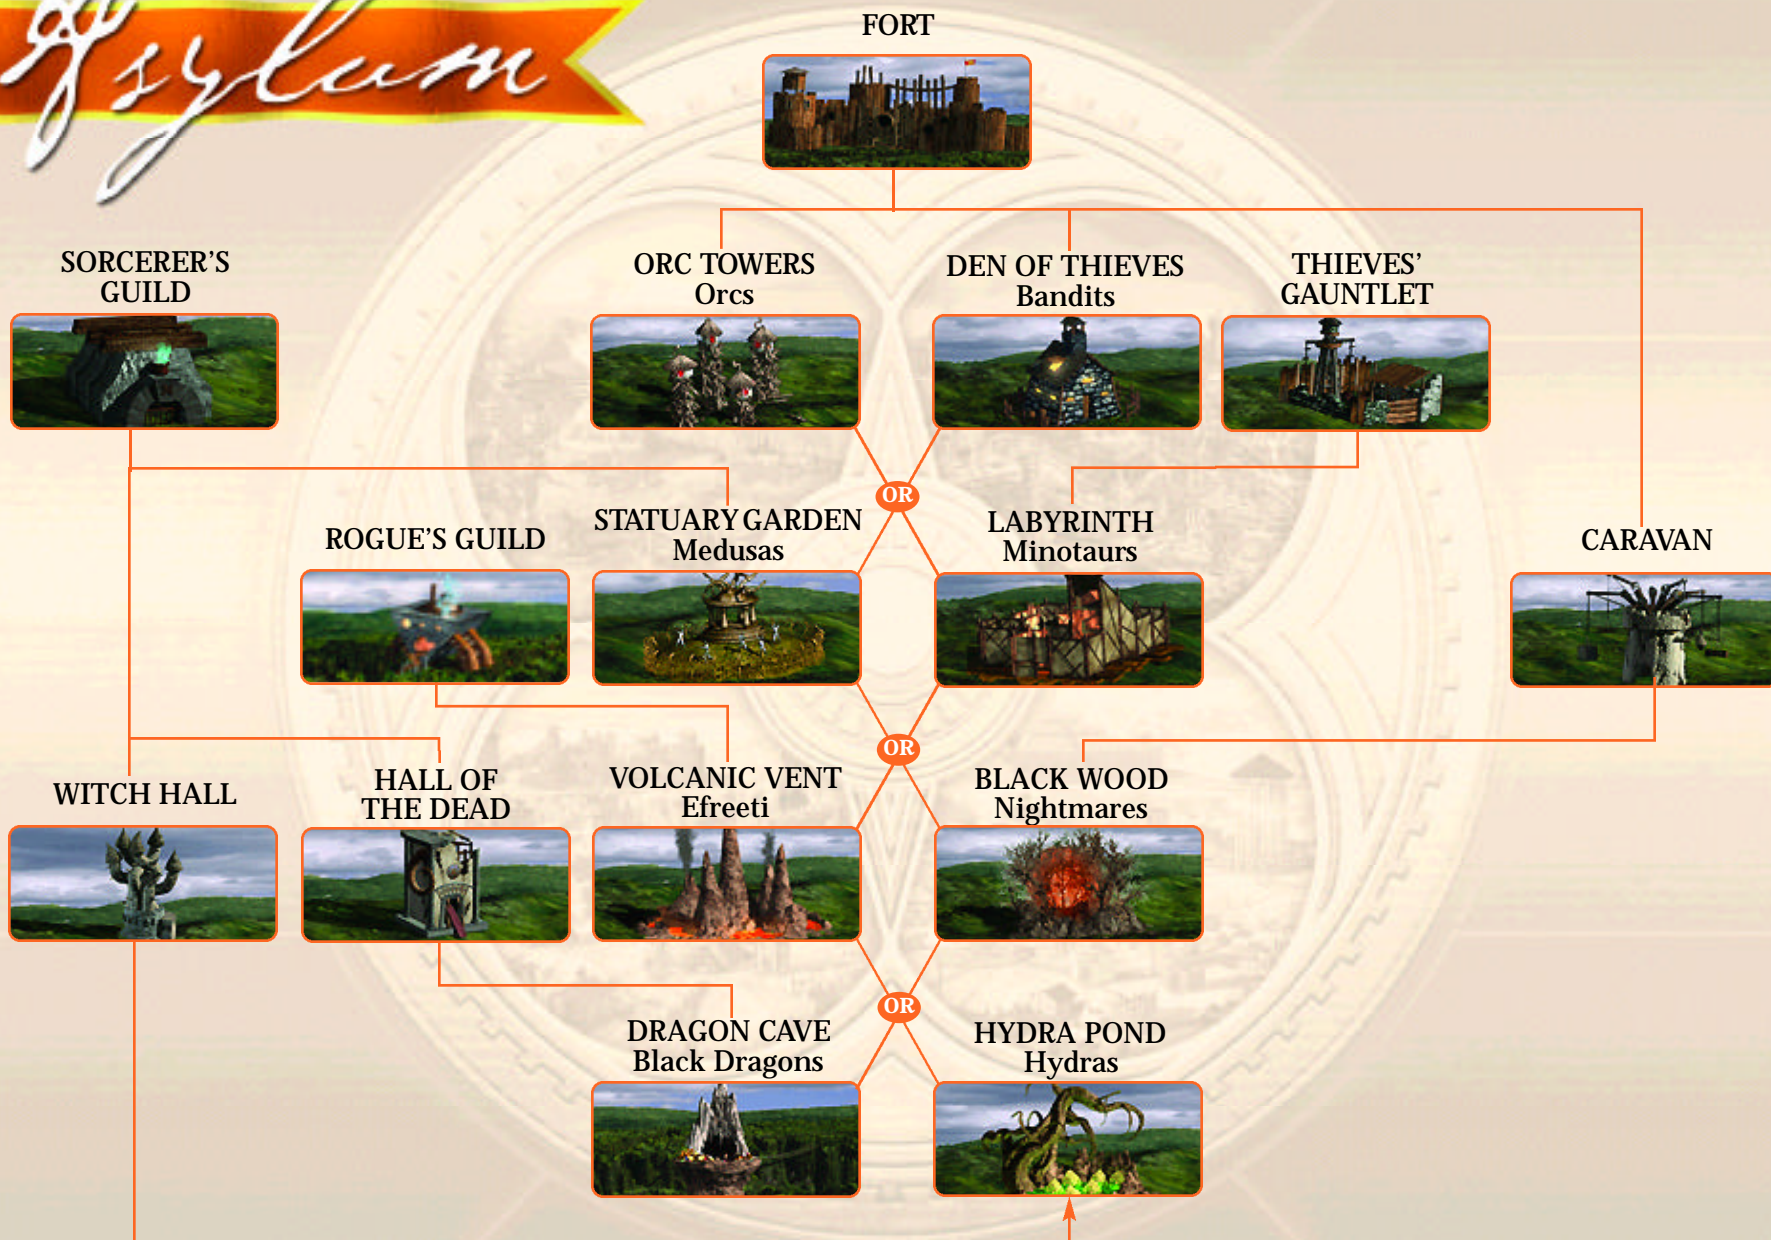 Asylum
FORT
SORCERER'S
GUILD
ORC TOWERS
Orcs
DEN OF THIEVES
Bandits
THIEVES'
GAUNTLET
OR
ROGUE'S GUILD
STATUARY GARDEN
Medusas
LABYRINTH
Minotaurs
CARAVAN
OR
WITCH HALL
HALL OF
THE DEAD
VOLCANIC VENT
Efreeti
BLACK WOOD
Nightmares
OR
DRAGON CAVE
Black Dragons
HYDRA POND
Hydras